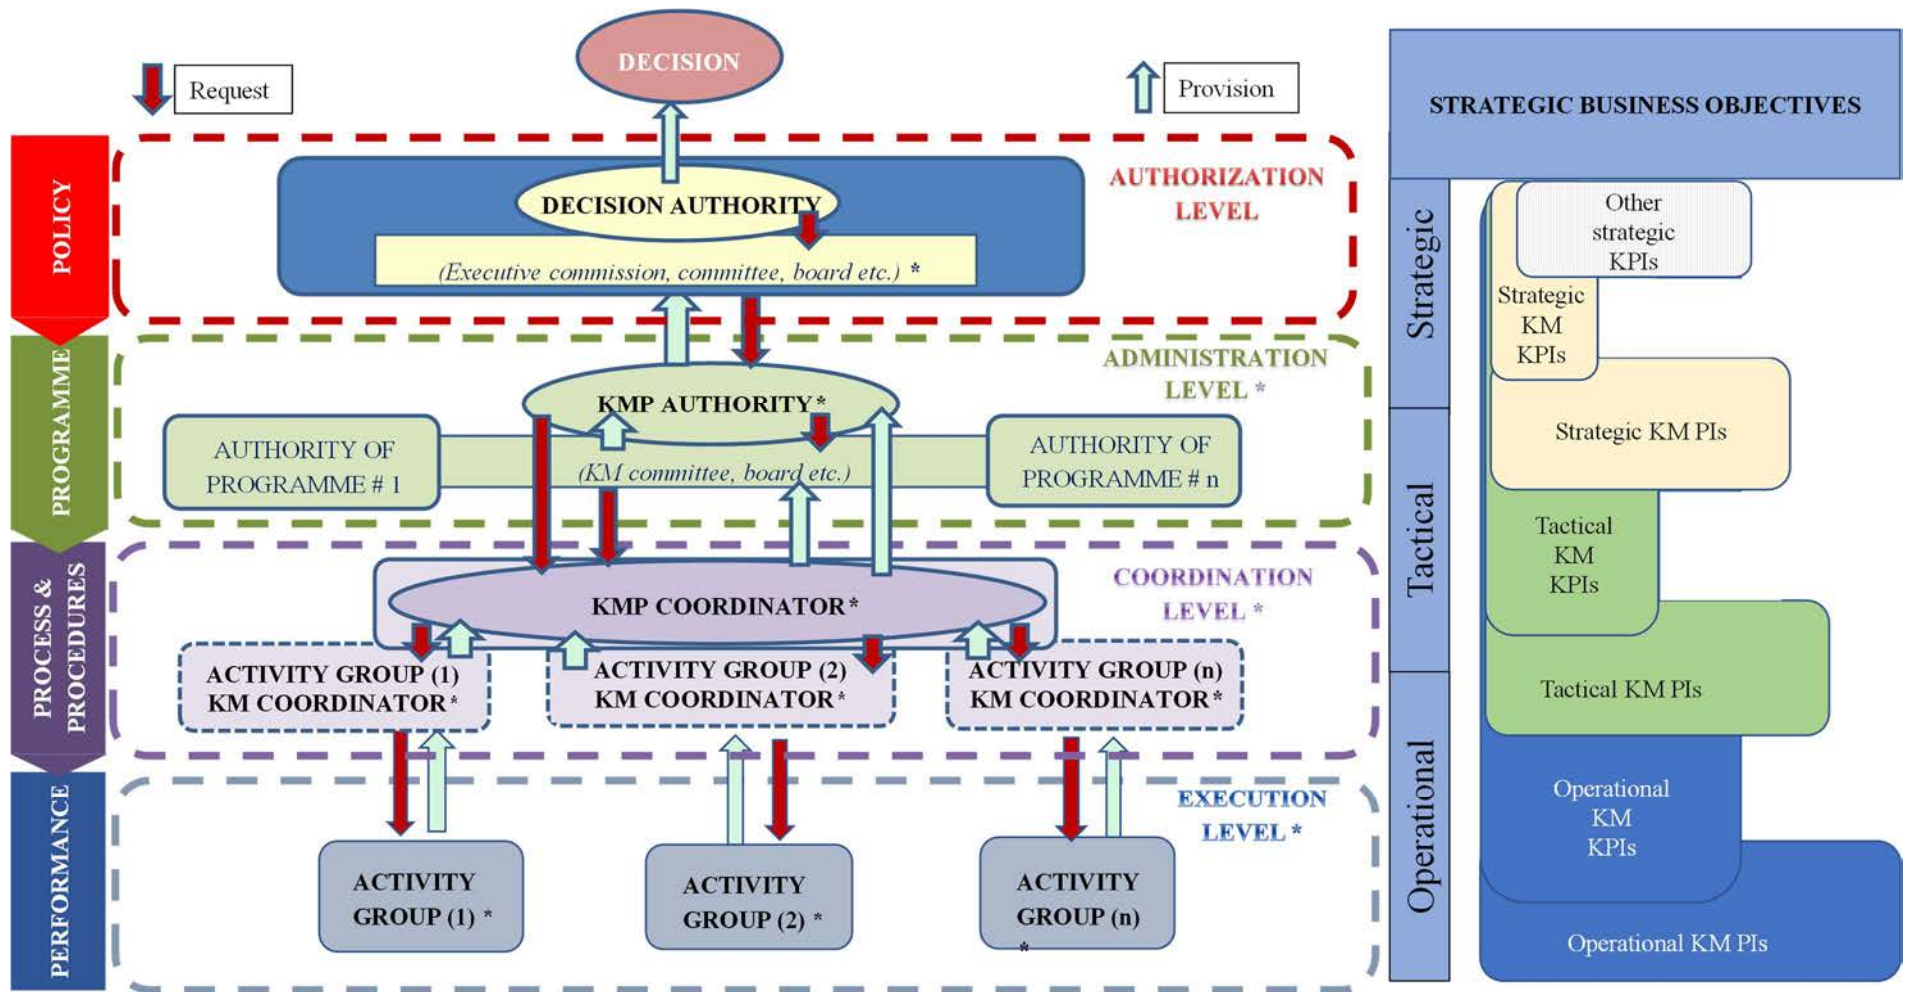 DECISION
Request
Provision
STRATEGIC BUSINESS OBJECTIVES
POLICY
AUTHORIZATION
LEVEL
DECISION AUTHORITY
(Executive commission, committee, board etc.) *
PROGRAMME
ADMINISTRATION
LEVEL *
KMP AUTHORITY *
AUTHORITY OF
PROGRAMME # 1
(KM committee, board etc.)
AUTHORITY OF
PROGRAMME # n
PROCESS &
PROCEDURES
COORDINATION
LEVEL *
KMP COORDINATOR *
ACTIVITY GROUP (1)
KM COORDINATOR *
ACTIVITY GROUP (2)
KM COORDINATOR *
ACTIVITY GROUP (n)
KM COORDINATOR *
PERFORMANCE
EXECUTION
LEVEL *
ACTIVITY
GROUP (1) *
ACTIVITY
GROUP (2) *
ACTIVITY
GROUP (n)
*
Strategic
Other
strategic
KPIs
Strategic
KM
KPIs
Strategic KM PIs
Tactical
Tactical
KM
KPIs
Tactical KM PIs
Operational
Operational
KM
KPIs
Operational KM PIs